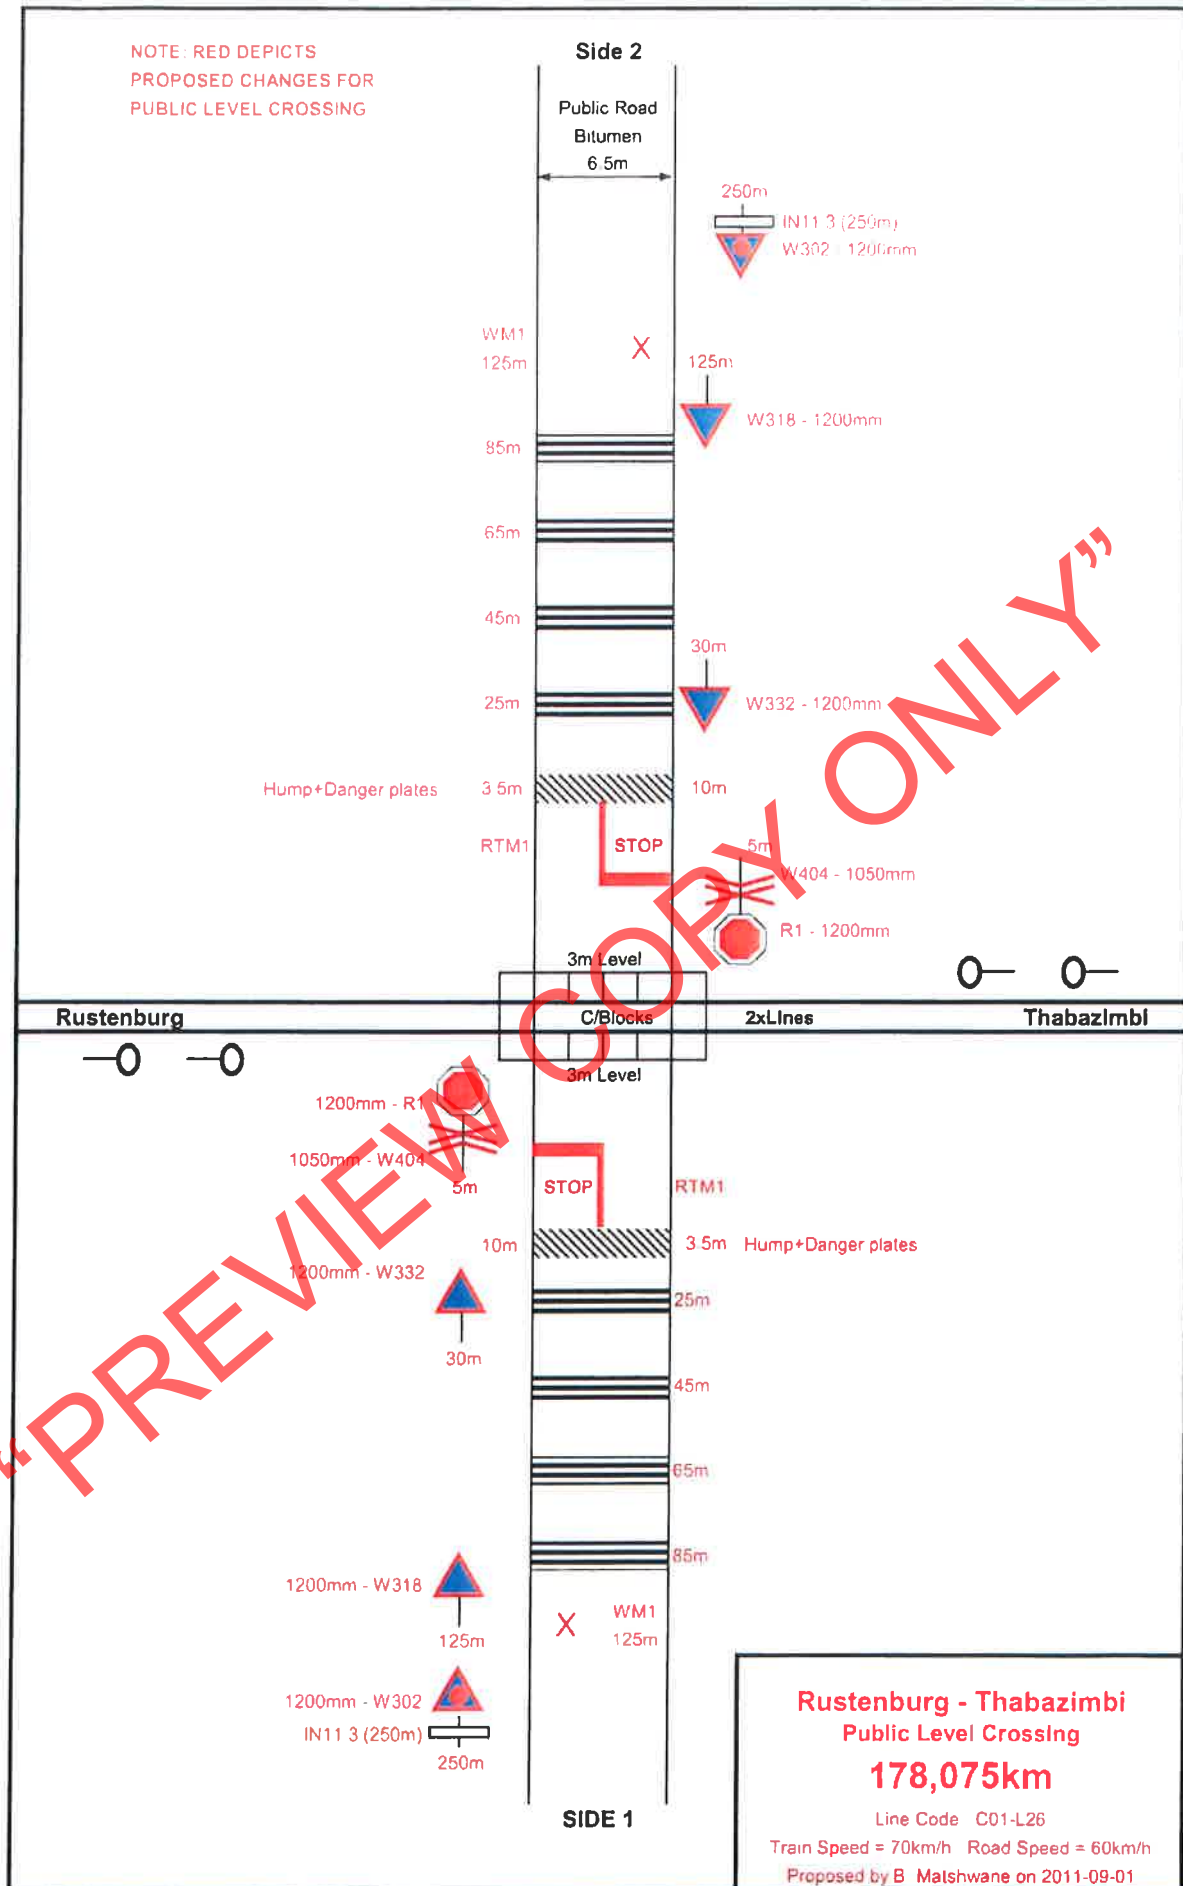 NOTE: RED DEPICTS
PROPOSED CHANGES FOR
PUBLIC LEVEL CROSSING
Side 2
Public Road
Bitumen
6.5m
250m
IN11.3 (250m)
W302 - 1200mm
WM1
125m
X
125m
W318 - 1200mm
85m
65m
45m
30m
25m
W332 - 1200mm
Hump+Danger plates
3.5m
10m
RTM1
STOP
5m
W404 - 1050mm
R1 - 1200mm
3m Level
Rustenburg
C/Blocks
2xLines
Thabazimbi
3m Level
1200mm - R1
1050mm - W404
5m
STOP
RTM1
10m
3.5m
Hump+Danger plates
1200mm - W332
25m
30m
45m
65m
85m
1200mm - W318
125m
X
WM1
125m
1200mm - W302
IN11.3 (250m)
250m
SIDE 1
Rustenburg - Thabazimbi
Public Level Crossing
178,075km
Line Code C01-L26
Train Speed = 70km/h Road Speed = 60km/h
Proposed by B Matshwane on 2011-09-01
“PREVIEW COPY ONLY”